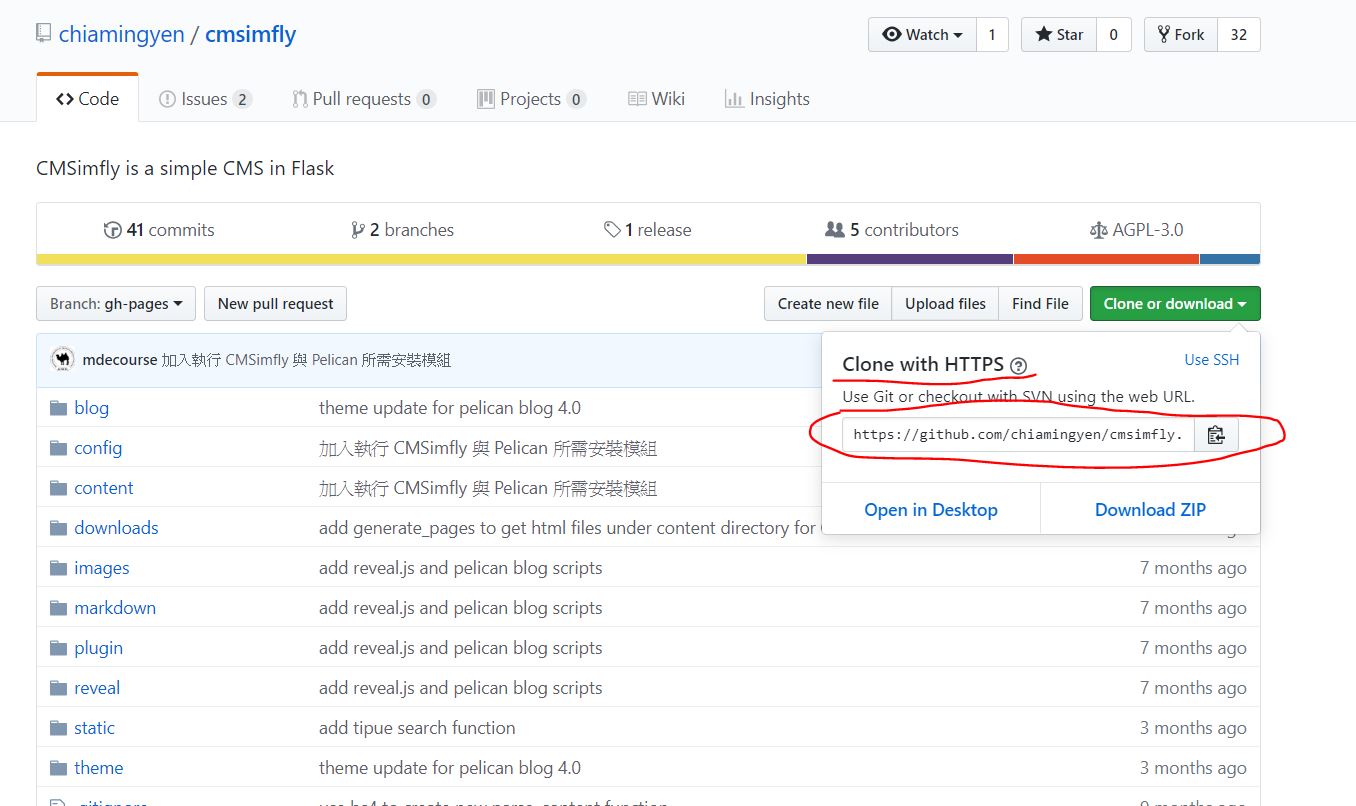 chiamingyen / cmsimfly
Watch 1 Star 0 Fork 32
Code Issues 2 Pull requests 0 Projects 0 Wiki Insights
CMSimfly is a simple CMS in Flask
41 commits 2 branches 1 release 5 contributors AGPL-3.0
Branch: gh-pages New pull request Create new file Upload files Find File Clone or download
mdecourse 加入執行 CMSimfly 與 Pelican 所需安裝模組
Clone with HTTPS Use SSH
Use Git or checkout with SVN using the web URL.
https://github.com/chiamingyen/cmsimfly.
Open in Desktop Download ZIP
blog theme update for pelican blog 4.0
config 加入執行 CMSimfly 與 Pelican 所需安裝模組
content 加入執行 CMSimfly 與 Pelican 所需安裝模組
downloads add generate_pages to get html files under content directory for
images add reveal.js and pelican blog scripts 7 months ago
markdown add reveal.js and pelican blog scripts 7 months ago
plugin add reveal.js and pelican blog scripts 7 months ago
reveal add reveal.js and pelican blog scripts 7 months ago
static add tipue search function 3 months ago
theme theme update for pelican blog 4.0 3 months ago